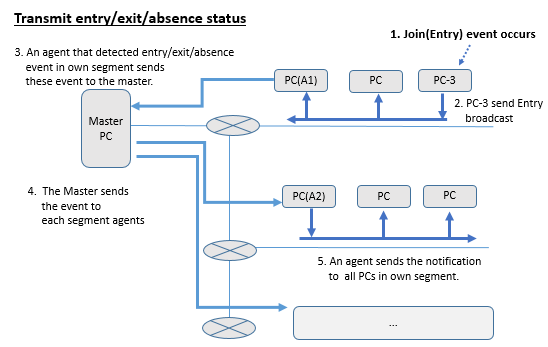 Transmit entry/exit/absence status
1. Join(Entry) event occurs
3. An agent that detected entry/exit/absence
event in own segment sends
these event to the master.
PC(A1)
PC
PC-3
2. PC-3 send Entry
broadcast
Master
PC
4.  The Master sends
the event to
each segment agents
PC(A2)
PC
PC
5. An agent sends the notification
to  all PCs in own segment.
...